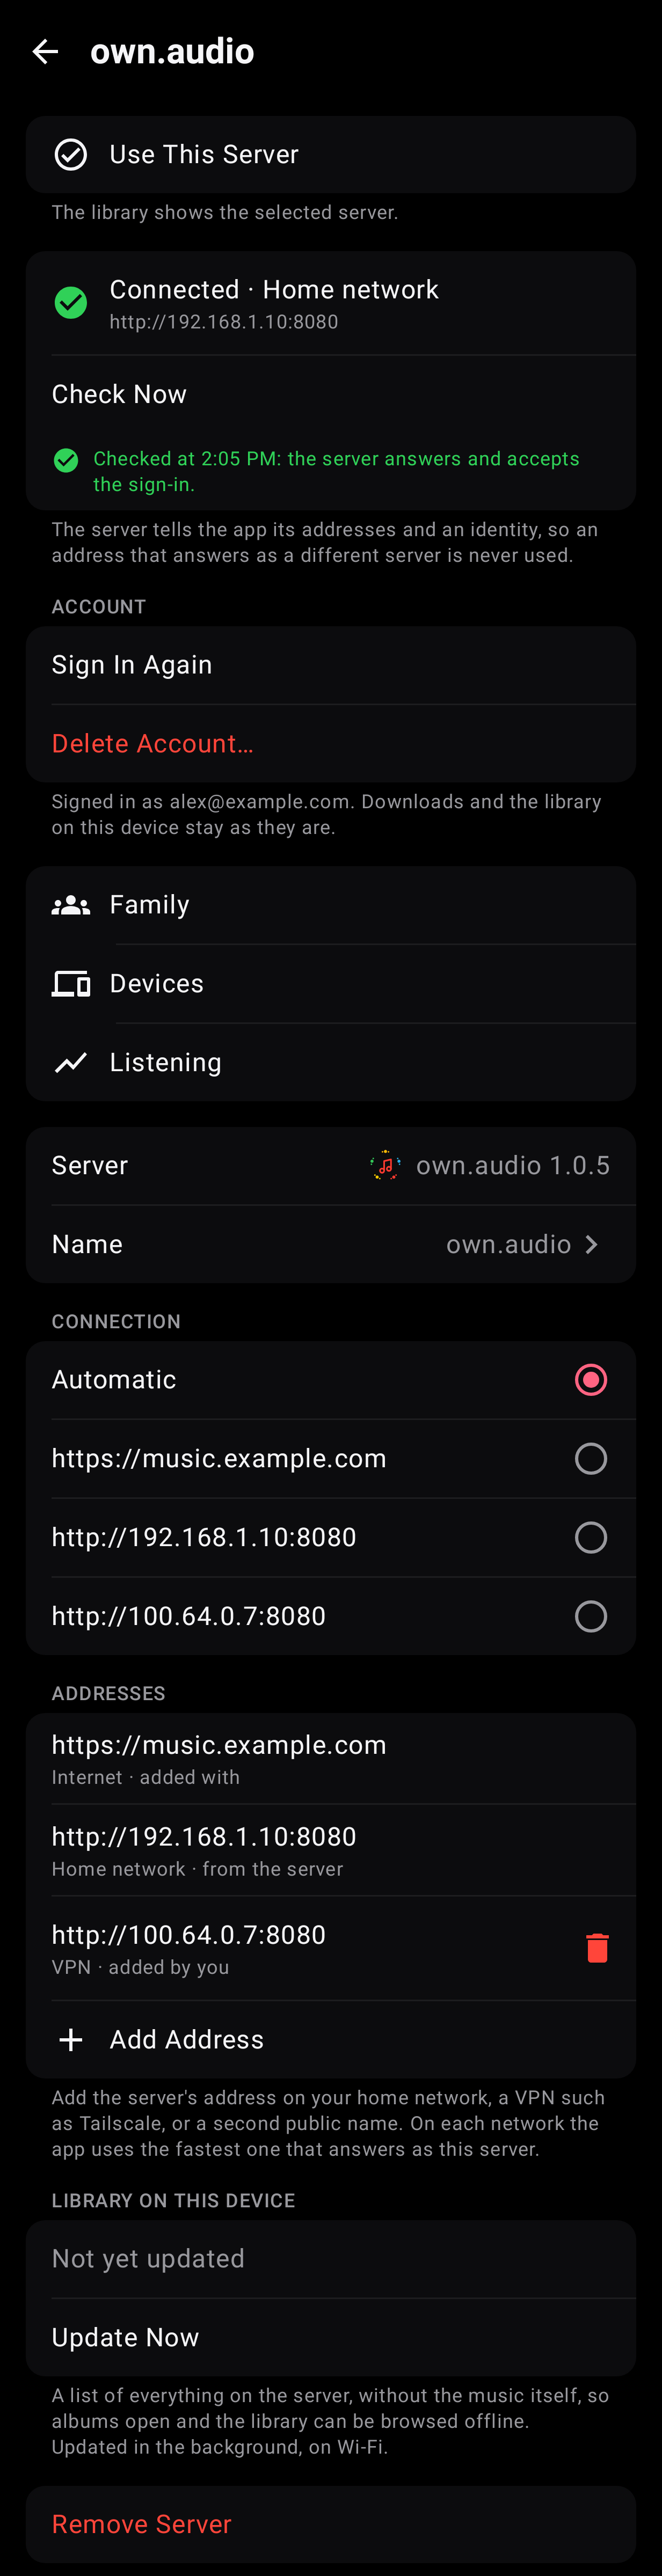 own.audio
Use This Server
The library shows the selected server.
Connected · Home network
http://192.168.1.10:8080
Check Now
Checked at 2:05 PM: the server answers and accepts
the sign-in.
The server tells the app its addresses and an identity, so an
address that answers as a different server is never used.
ACCOUNT
Sign In Again
Delete Account…
Signed in as alex@example.com. Downloads and the library
on this device stay as they are.
Family
Devices
Listening
Server own.audio 1.0.5
Name own.audio
CONNECTION
Automatic
https://music.example.com
http://192.168.1.10:8080
http://100.64.0.7:8080
ADDRESSES
https://music.example.com
Internet · added with
http://192.168.1.10:8080
Home network · from the server
http://100.64.0.7:8080
VPN · added by you
Add Address
Add the server's address on your home network, a VPN such
as Tailscale, or a second public name. On each network the
app uses the fastest one that answers as this server.
LIBRARY ON THIS DEVICE
Not yet updated
Update Now
A list of everything on the server, without the music itself, so
albums open and the library can be browsed offline.
Updated in the background, on Wi-Fi.
Remove Server